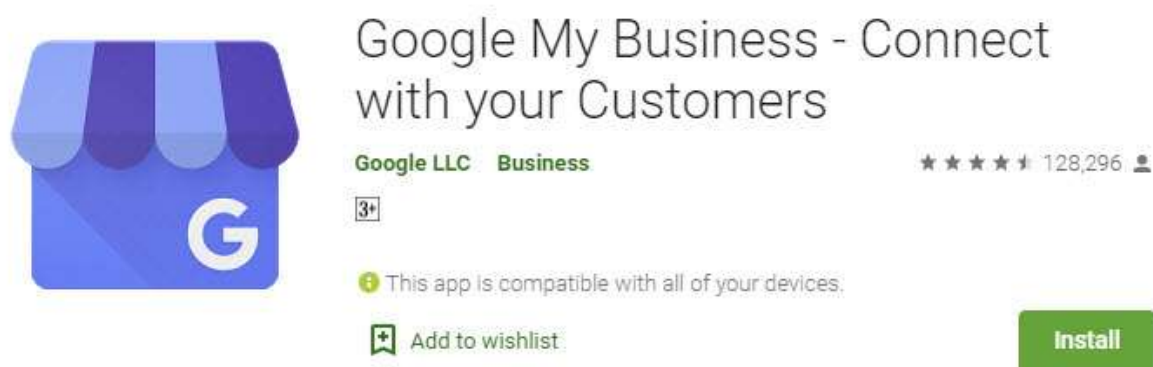 Google My Business - Connect
with your Customers
Google LLC Business
128,296
3+
This app is compatible with all of your devices.
Add to wishlist
Install
G